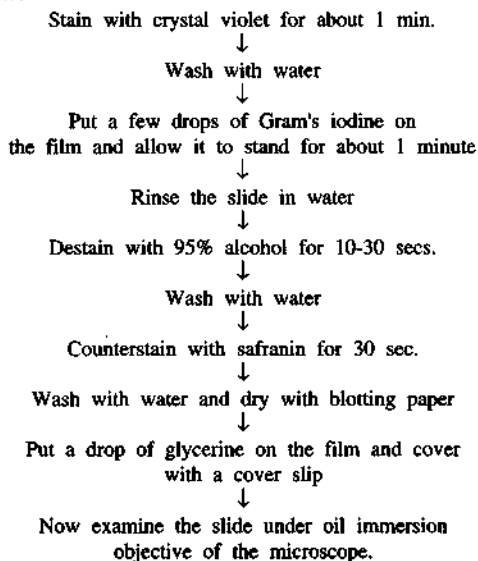 Stain with crystal violet for about 1 min.
↓
Wash with water
↓
Put a few drops of Gram's iodine on
the film and allow it to stand for about 1 minute
↓
Rinse the slide in water
↓
Destain with 95% alcohol for 10-30 secs.
↓
Wash with water
↓
Counterstain with safranin for 30 sec.
↓
Wash with water and dry with blotting paper
↓
Put a drop of glycerine on the film and cover
with a cover slip
↓
Now examine the slide under oil immersion
objective of the microscope.